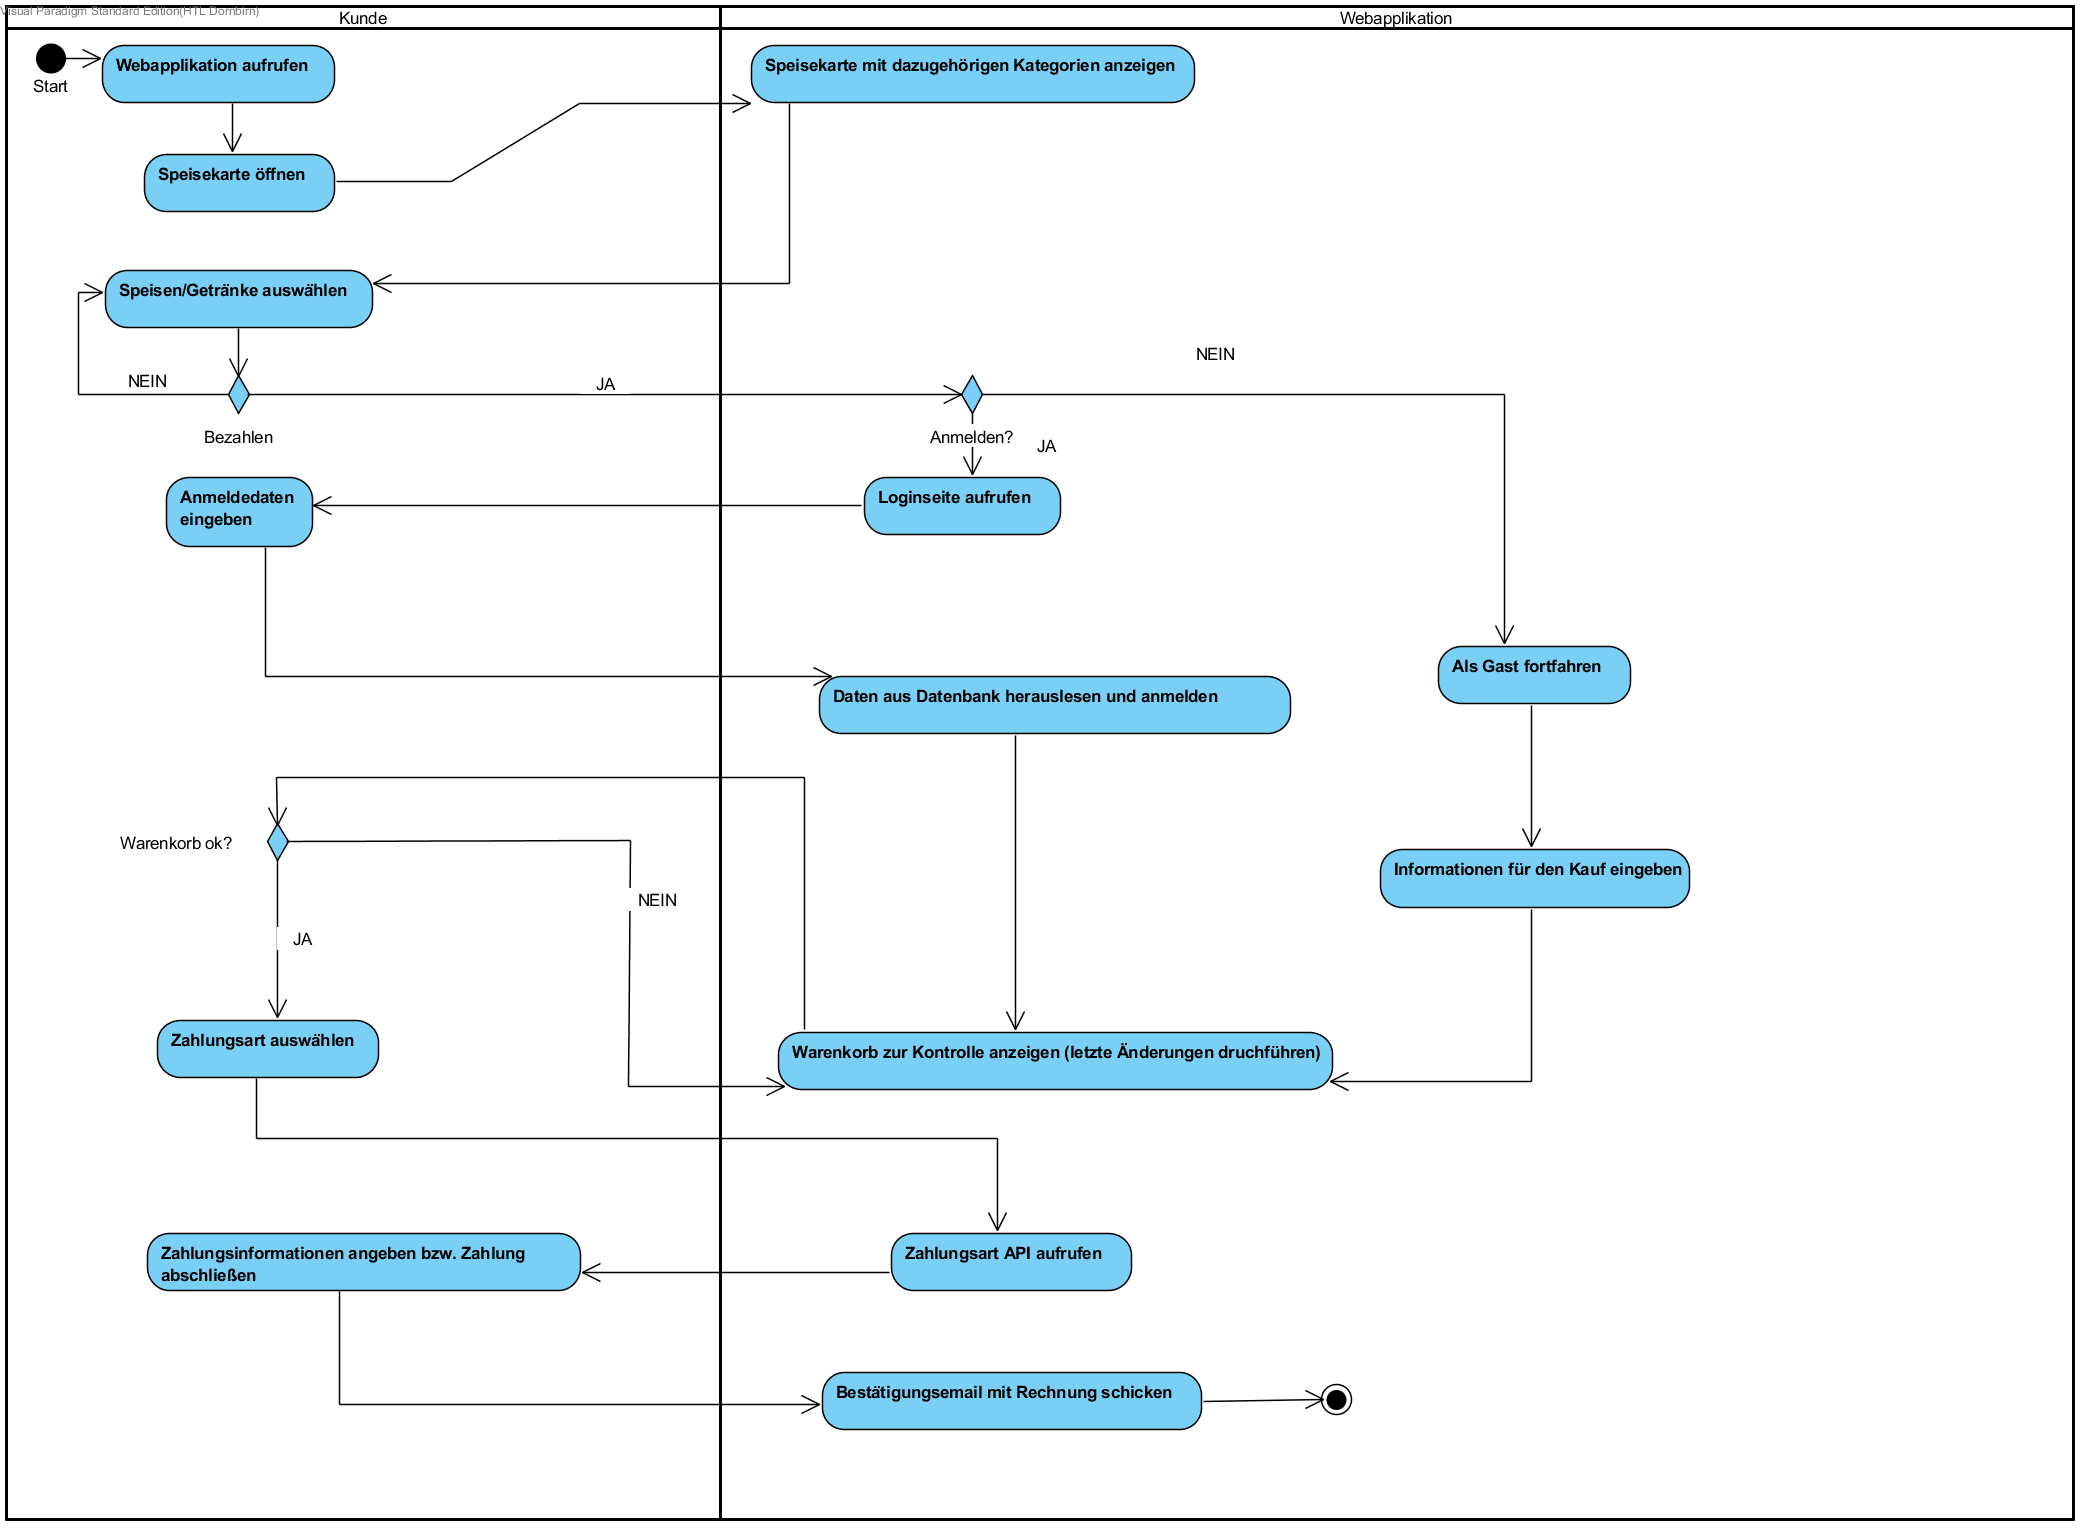 Visual Paradigm Standard Edition(HTL Dornbirn)
Kunde
Webapplikation
Start
Webapplikation aufrufen
Speisekarte mit dazugehörigen Kategorien anzeigen
Speisekarte öffnen
Speisen/Getränke auswählen
NEIN
NEIN
JA
Bezahlen
Anmelden?
JA
Anmeldedaten
eingeben
Loginseite aufrufen
Als Gast fortfahren
Daten aus Datenbank herauslesen und anmelden
Warenkorb ok?
Informationen für den Kauf eingeben
NEIN
JA
Zahlungsart auswählen
Warenkorb zur Kontrolle anzeigen (letzte Änderungen druchführen)
Zahlungsinformationen angeben bzw. Zahlung
abschließen
Zahlungsart API aufrufen
Bestätigungsemail mit Rechnung schicken